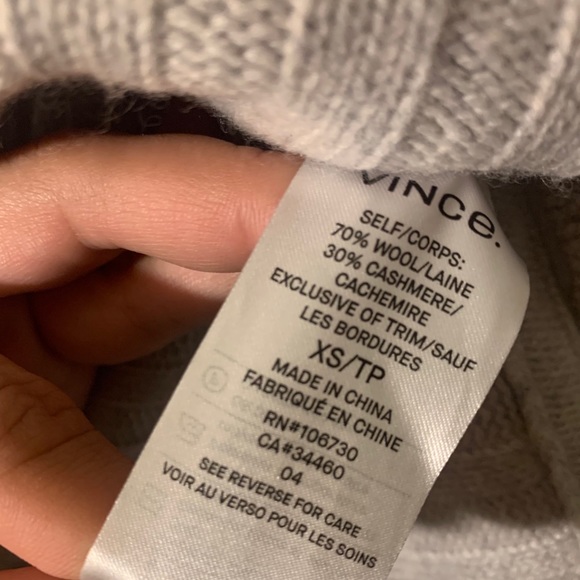 VINCe.
SELF/CORPS:
70% WOOL/LAINE
30% CASHMERE/
CACHEMIRE
EXCLUSIVE OF TRIM/SAUF
LES BORDURES
XS/TP
MADE IN CHINA
FABRIQUÉ EN CHINE
RN#106730
CA#34460
04
SEE REVERSE FOR CARE
VOIR AU VERSO POUR LES SOINS